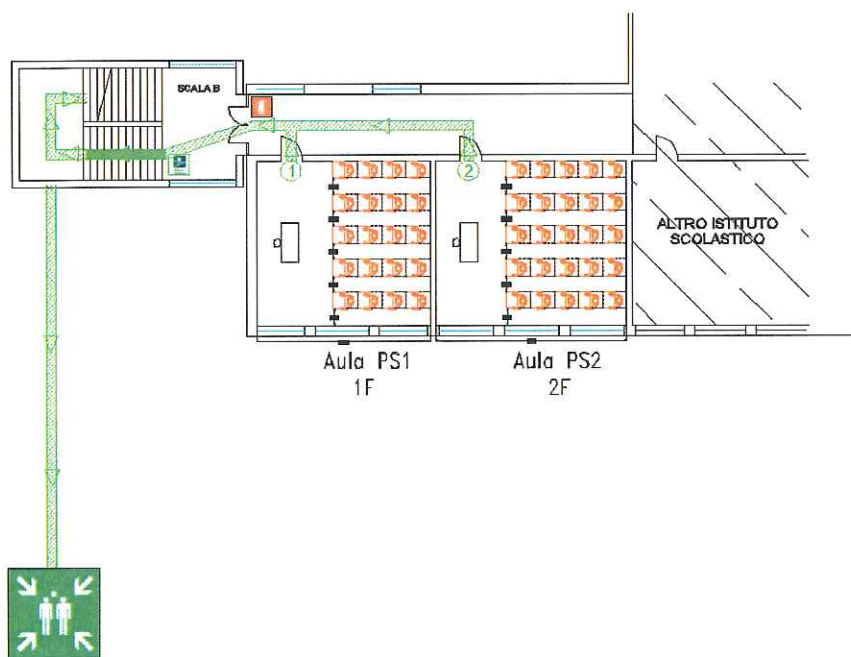 SCALA B
1
2
ALTRO ISTITUTO
SCOLASTICO
Aula PS1
1F
Aula PS2
2F